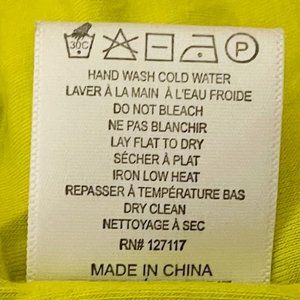 30C P
HAND WASH COLD WATER
LAVER À LA MAIN À L'EAU FROIDE
DO NOT BLEACH
NE PAS BLANCHIR
LAY FLAT TO DRY
SÉCHER À PLAT
IRON LOW HEAT
REPASSER À TEMPÉRATURE BAS
DRY CLEAN
NETTOYAGE À SEC
RN# 127117
MADE IN CHINA